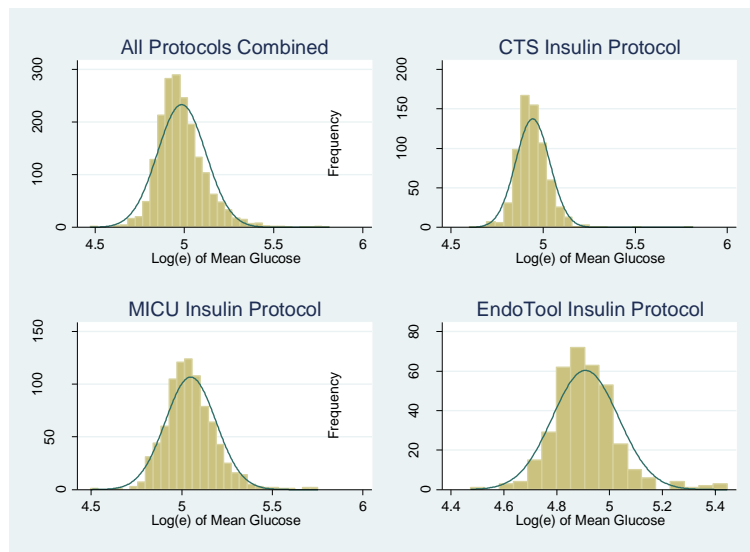 All Protocols Combined
300
200
100
0
4.5 5 5.5 6
Log(e) of Mean Glucose
CTS Insulin Protocol
Frequency
200
150
100
50
0
4.5 5 5.5 6
Log(e) of Mean Glucose
MICU Insulin Protocol
150
100
50
0
4.5 5 5.5 6
Log(e) of Mean Glucose
EndoTool Insulin Protocol
Frequency
80
60
40
20
0
4.4 4.6 4.8 5 5.2 5.4
Log(e) of Mean Glucose